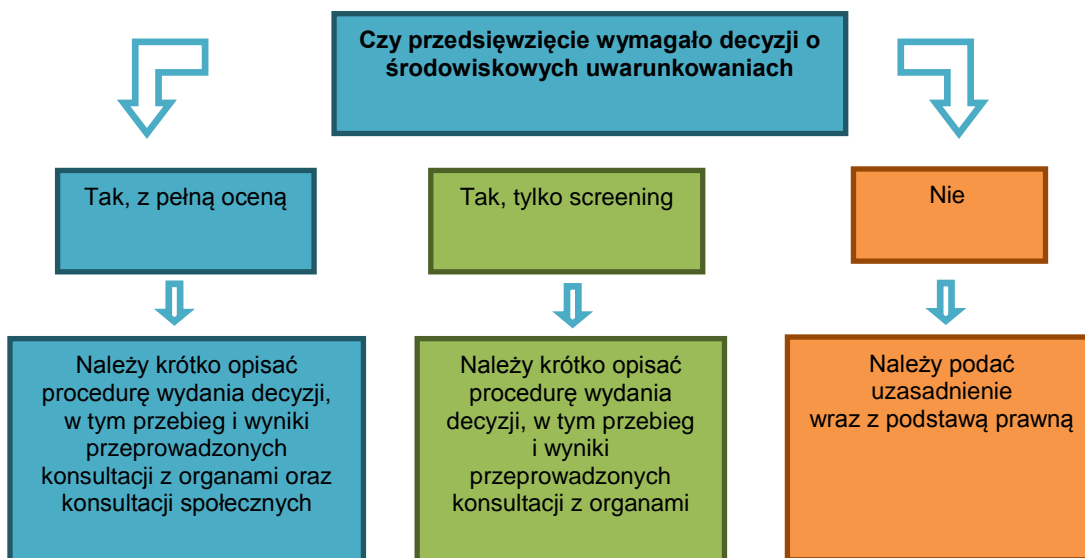 Czy przedsięwzięcie wymagało decyzji o
środowiskowych uwarunkowaniach
Tak, z pełną oceną
Tak, tylko screening
Nie
Należy krótko opisać
procedurę wydania decyzji,
w tym przebieg i wyniki
przeprowadzonych
konsultacji z organami oraz
konsultacji społecznych
Należy krótko opisać
procedurę wydania
decyzji, w tym przebieg
i wyniki
przeprowadzonych
konsultacji z organami
Należy podać
uzasadnienie
wraz z podstawą prawną